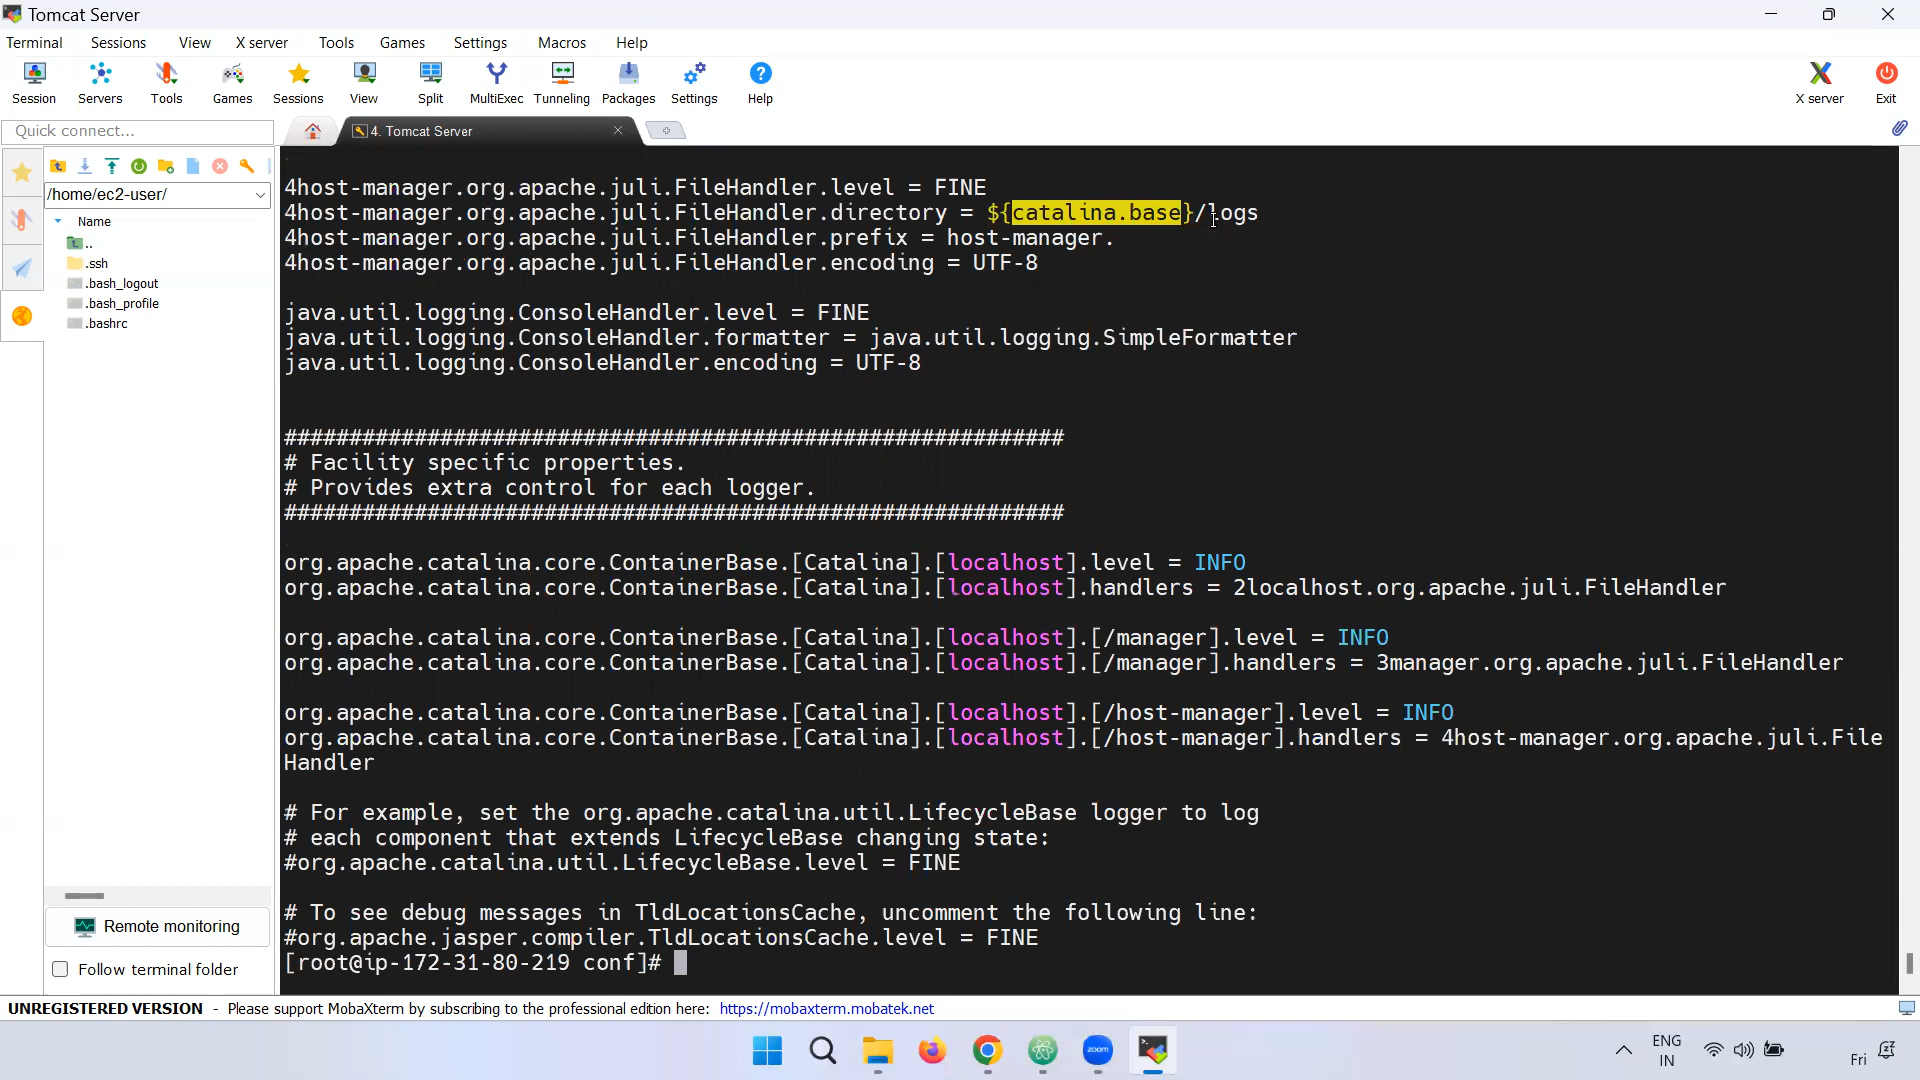 Tomcat Server
Terminal Sessions View X server Tools Games Settings Macros Help
Session Servers Tools Games Sessions View Split MultiExec Tunneling Packages Settings Help X server Exit
Quick connect...
4. Tomcat Server
/home/ec2-user/
Name
..
.ssh
.bash_logout
.bash_profile
.bashrc
Remote monitoring
Follow terminal folder
4host-manager.org.apache.juli.FileHandler.level = FINE
4host-manager.org.apache.juli.FileHandler.directory = ${catalina.base}/logs
4host-manager.org.apache.juli.FileHandler.prefix = host-manager.
4host-manager.org.apache.juli.FileHandler.encoding = UTF-8
java.util.logging.ConsoleHandler.level = FINE
java.util.logging.ConsoleHandler.formatter = java.util.logging.SimpleFormatter
java.util.logging.ConsoleHandler.encoding = UTF-8
############################################################
# Facility specific properties.
# Provides extra control for each logger.
############################################################
org.apache.catalina.core.ContainerBase.[Catalina].[localhost].level = INFO
org.apache.catalina.core.ContainerBase.[Catalina].[localhost].handlers = 2localhost.org.apache.juli.FileHandler
org.apache.catalina.core.ContainerBase.[Catalina].[localhost].[/manager].level = INFO
org.apache.catalina.core.ContainerBase.[Catalina].[localhost].[/manager].handlers = 3manager.org.apache.juli.FileHandler
org.apache.catalina.core.ContainerBase.[Catalina].[localhost].[/host-manager].level = INFO
org.apache.catalina.core.ContainerBase.[Catalina].[localhost].[/host-manager].handlers = 4host-manager.org.apache.juli.File
Handler
# For example, set the org.apache.catalina.util.LifecycleBase logger to log
# each component that extends LifecycleBase changing state:
#org.apache.catalina.util.LifecycleBase.level = FINE
# To see debug messages in TldLocationsCache, uncomment the following line:
#org.apache.jasper.compiler.TldLocationsCache.level = FINE
[root@ip-172-31-80-219 conf]#
UNREGISTERED VERSION - Please support MobaXterm by subscribing to the professional edition here: https://mobaxterm.mobatek.net
zoom
ENG
IN
Fri